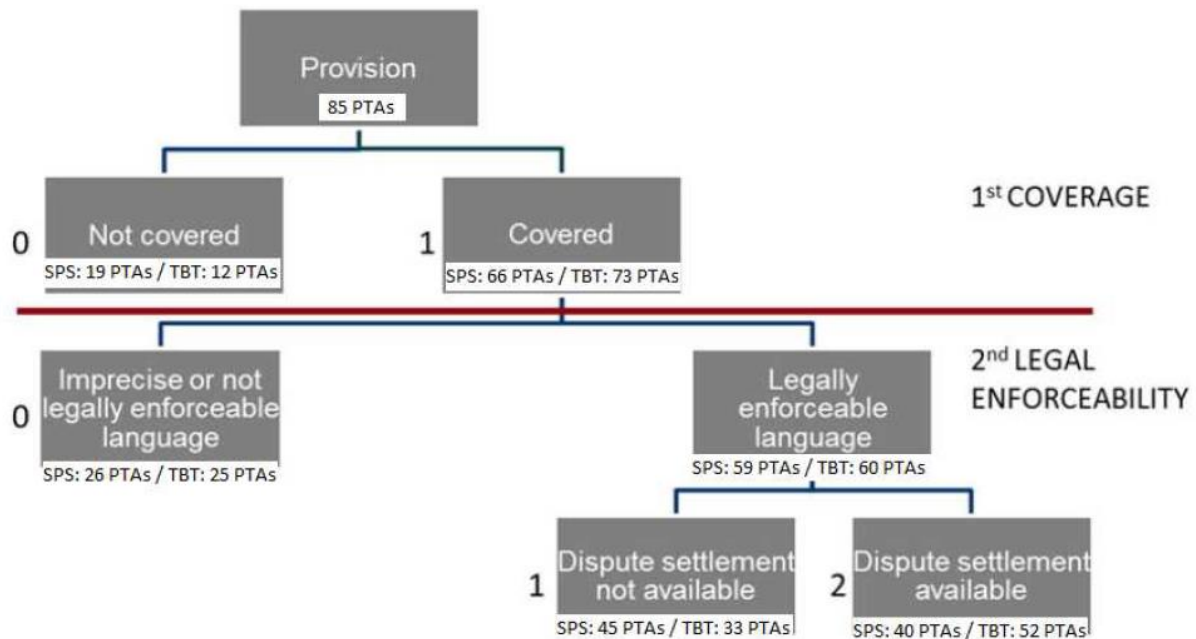 Provision
85 PTAs
1st COVERAGE
0
Not covered
SPS: 19 PTAs / TBT: 12 PTAs
1
Covered
SPS: 66 PTAs / TBT: 73 PTAs
2nd LEGAL
ENFORCEABILITY
0
Imprecise or not
legally enforceable
language
SPS: 26 PTAs / TBT: 25 PTAs
Legally
enforceable
language
SPS: 59 PTAs / TBT: 60 PTAs
1
Dispute settlement
not available
SPS: 45 PTAs / TBT: 33 PTAs
2
Dispute settlement
available
SPS: 40 PTAs / TBT: 52 PTAs